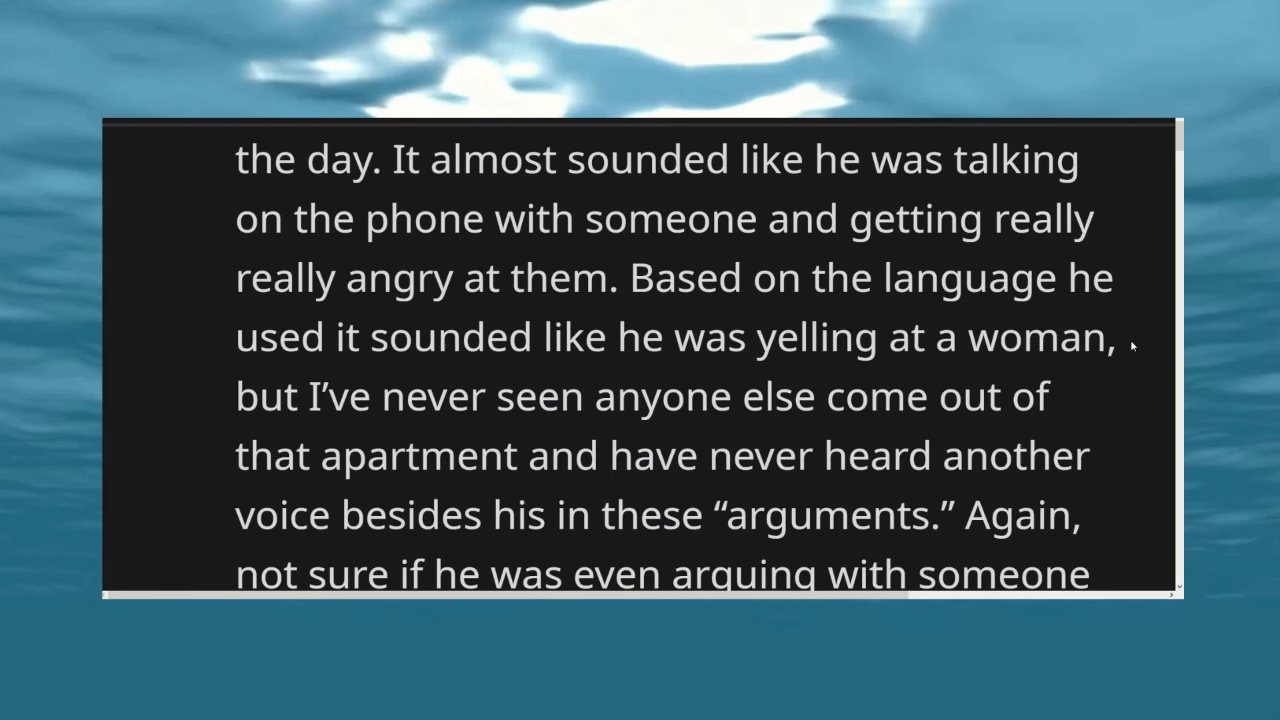 the day. It almost sounded like he was talking
on the phone with someone and getting really
really angry at them. Based on the language he
used it sounded like he was yelling at a woman,
but I’ve never seen anyone else come out of
that apartment and have never heard another
voice besides his in these “arguments.” Again,
not sure if he was even arguing with someone